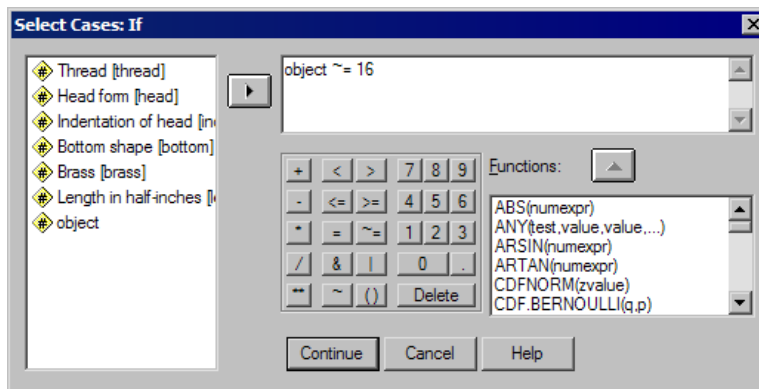 Select Cases: If
Thread [thread]
Head form [head]
Indentation of head [in
Bottom shape [bottom]
Brass [brass]
Length in half-inches [l
object
object ~= 16
+ < > 7 8 9
- <= >= 4 5 6
* = ~= 1 2 3
/ & | 0 .
** ~ () Delete
Functions:
ABS(numexpr)
ANY(test,value,value,...)
ARSIN(numexpr)
ARTAN(numexpr)
CDFNORM(zvalue)
CDF.BERNOULLI(q,p)
Continue Cancel Help